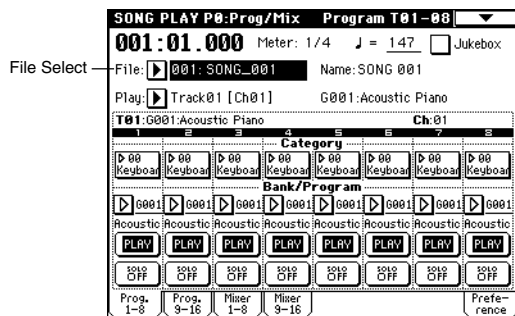 SONG PLAY P0:Prog/Mix Program T01-08
001:01.000 Meter: 1/4 ♩ = 147 Jukebox
File Select
File: 001: SONG_001 Name: SONG 001
Play: Track01 [Ch01] G001:Acoustic Piano
T01:G001:Acoustic Piano Ch:01
1 2 3 4 5 6 7 8
Category
00 00 00 00 00 00 00 00
Keyboar Keyboar Keyboar Keyboar Keyboar Keyboar Keyboar Keyboar
Bank/Program
G001 G001 G001 G001 G001 G001 G001 G001
Acoustic Acoustic Acoustic Acoustic Acoustic Acoustic Acoustic Acoustic
PLAY PLAY PLAY PLAY PLAY PLAY PLAY PLAY
SOLO SOLO SOLO SOLO SOLO SOLO SOLO SOLO
OFF OFF OFF OFF OFF OFF OFF OFF
Prog. Prog. Mixer Mixer Prefe-
1-8 9-16 1-8 9-16 rence